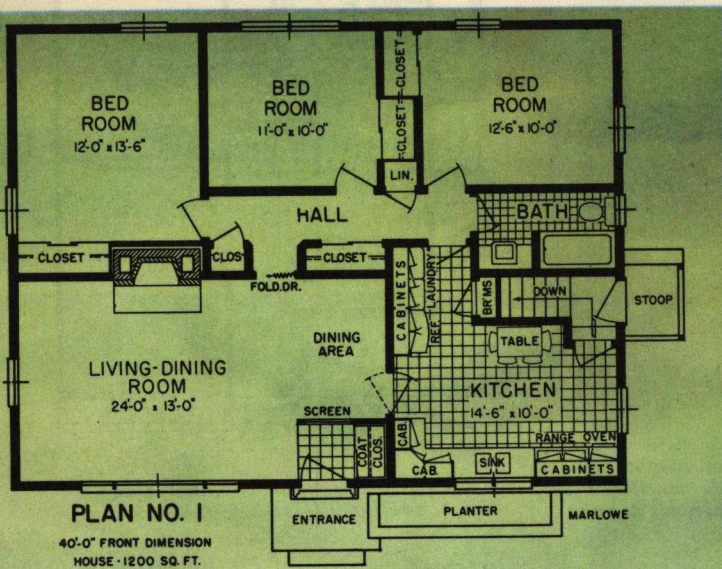 BED
ROOM
12'-0" x 13'-6"
BED
ROOM
11'-0" x 10'-0"
CLOSET
CLOSET
LIN.
BED
ROOM
12'-6" x 10'-0"
HALL
BATH
CLOSET
CLOS
FOLD. DR.
CLOSET
CABINETS
REF.
LAUNDRY
BR'MS
DOWN
STOOP
LIVING-DINING
ROOM
24'-0" x 13'-0"
DINING
AREA
SCREEN
COAT
CLOS.
TABLE
KITCHEN
14'-6" x 10'-0"
CAB.
CAB.
SINK
RANGE OVEN
CABINETS
PLAN NO. 1
40'-0" FRONT DIMENSION
HOUSE - 1200 SQ. FT.
ENTRANCE
PLANTER
MARLOWE